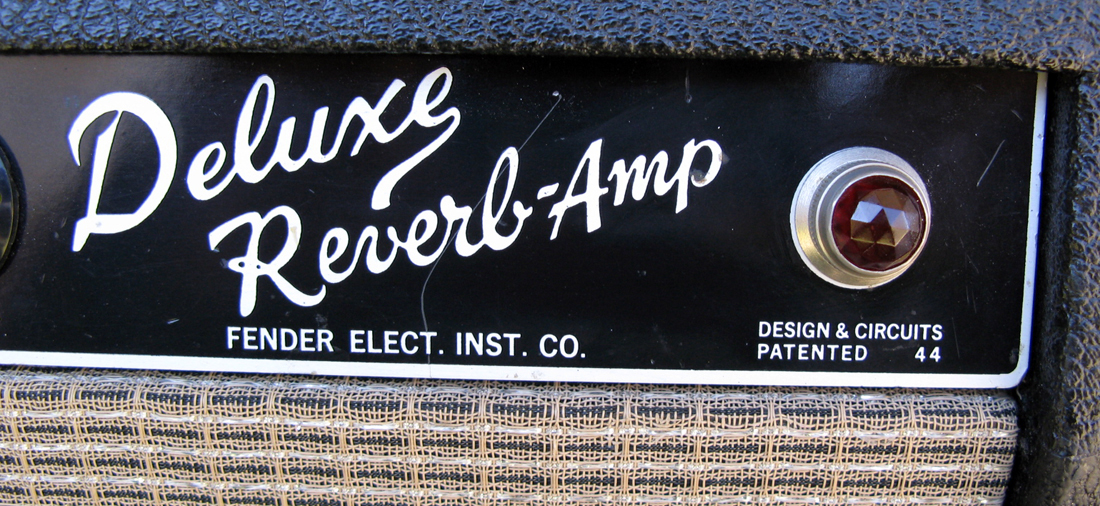 Deluxe
Reverb-Amp
FENDER ELECT. INST. CO.
DESIGN & CIRCUITS
PATENTED 44